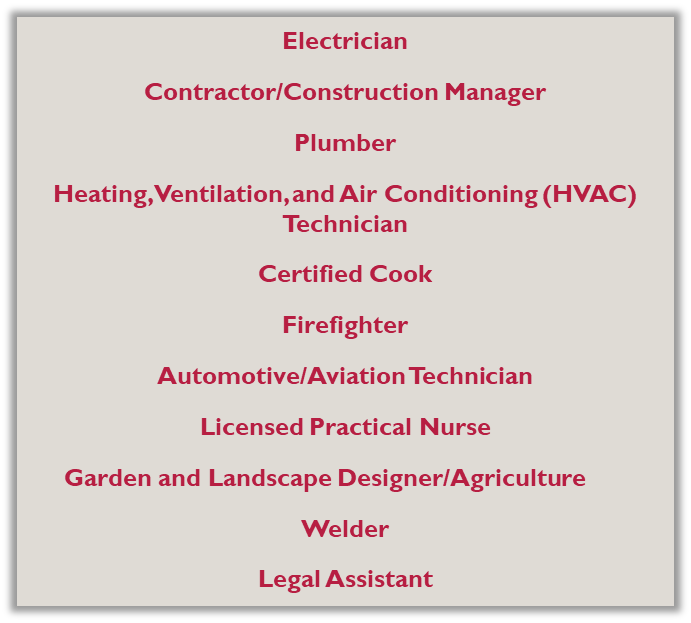 Electrician
Contractor/Construction Manager
Plumber
Heating, Ventilation, and Air Conditioning (HVAC)
Technician
Certified Cook
Firefighter
Automotive/Aviation Technician
Licensed Practical Nurse
Garden and Landscape Designer/Agriculture
Welder
Legal Assistant